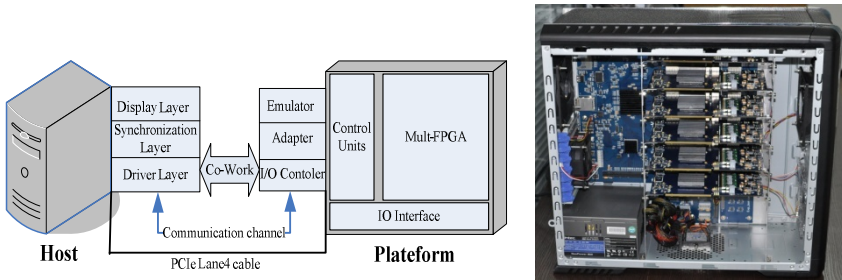 Display Layer
Synchronization
Layer
Driver Layer
Co-Work
Emulator
Adapter
I/O Contoler
Control
Units
Mult-FPGA
IO Interface
Communication channel
Host
Plateform
PCIe Lane4 cable